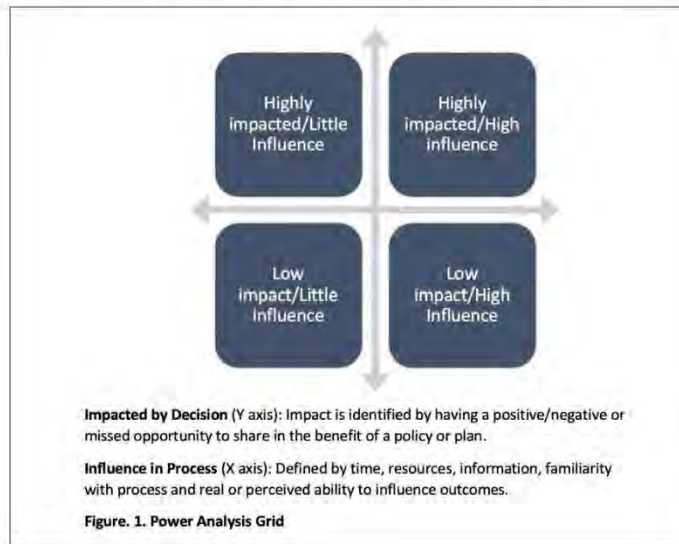 Highly
impacted/Little
Influence
Highly
impacted/High
influence
Low
impact/Little
Influence
Low
impact/High
Influence
Impacted by Decision (Y axis): Impact is identified by having a positive/negative or
missed opportunity to share in the benefit of a policy or plan.
Influence in Process (X axis): Defined by time, resources, information, familiarity
with process and real or perceived ability to influence outcomes.
Figure. 1. Power Analysis Grid